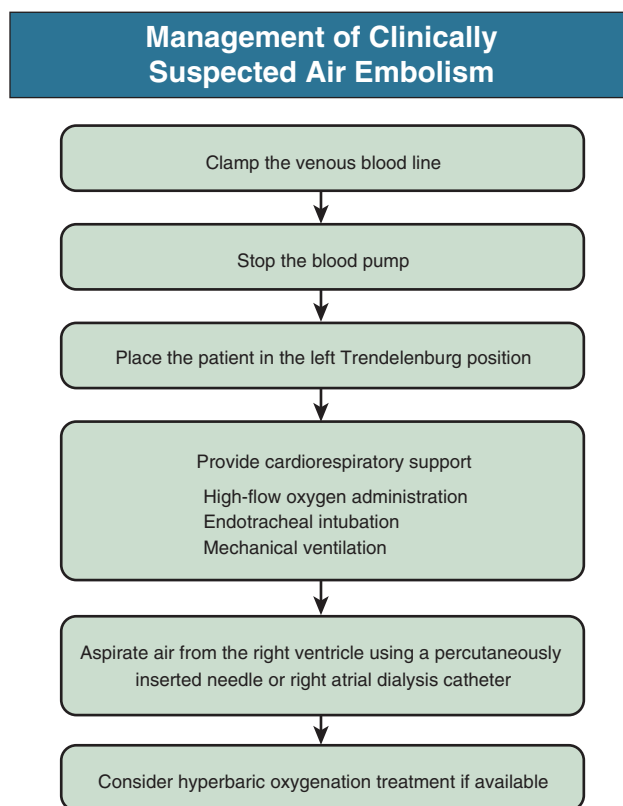 Management of Clinically
Suspected Air Embolism
Clamp the venous blood line
Stop the blood pump
Place the patient in the left Trendelenburg position
Provide cardiorespiratory support
High-flow oxygen administration
Endotracheal intubation
Mechanical ventilation
Aspirate air from the right ventricle using a percutaneously
inserted needle or right atrial dialysis catheter
Consider hyperbaric oxygenation treatment if available